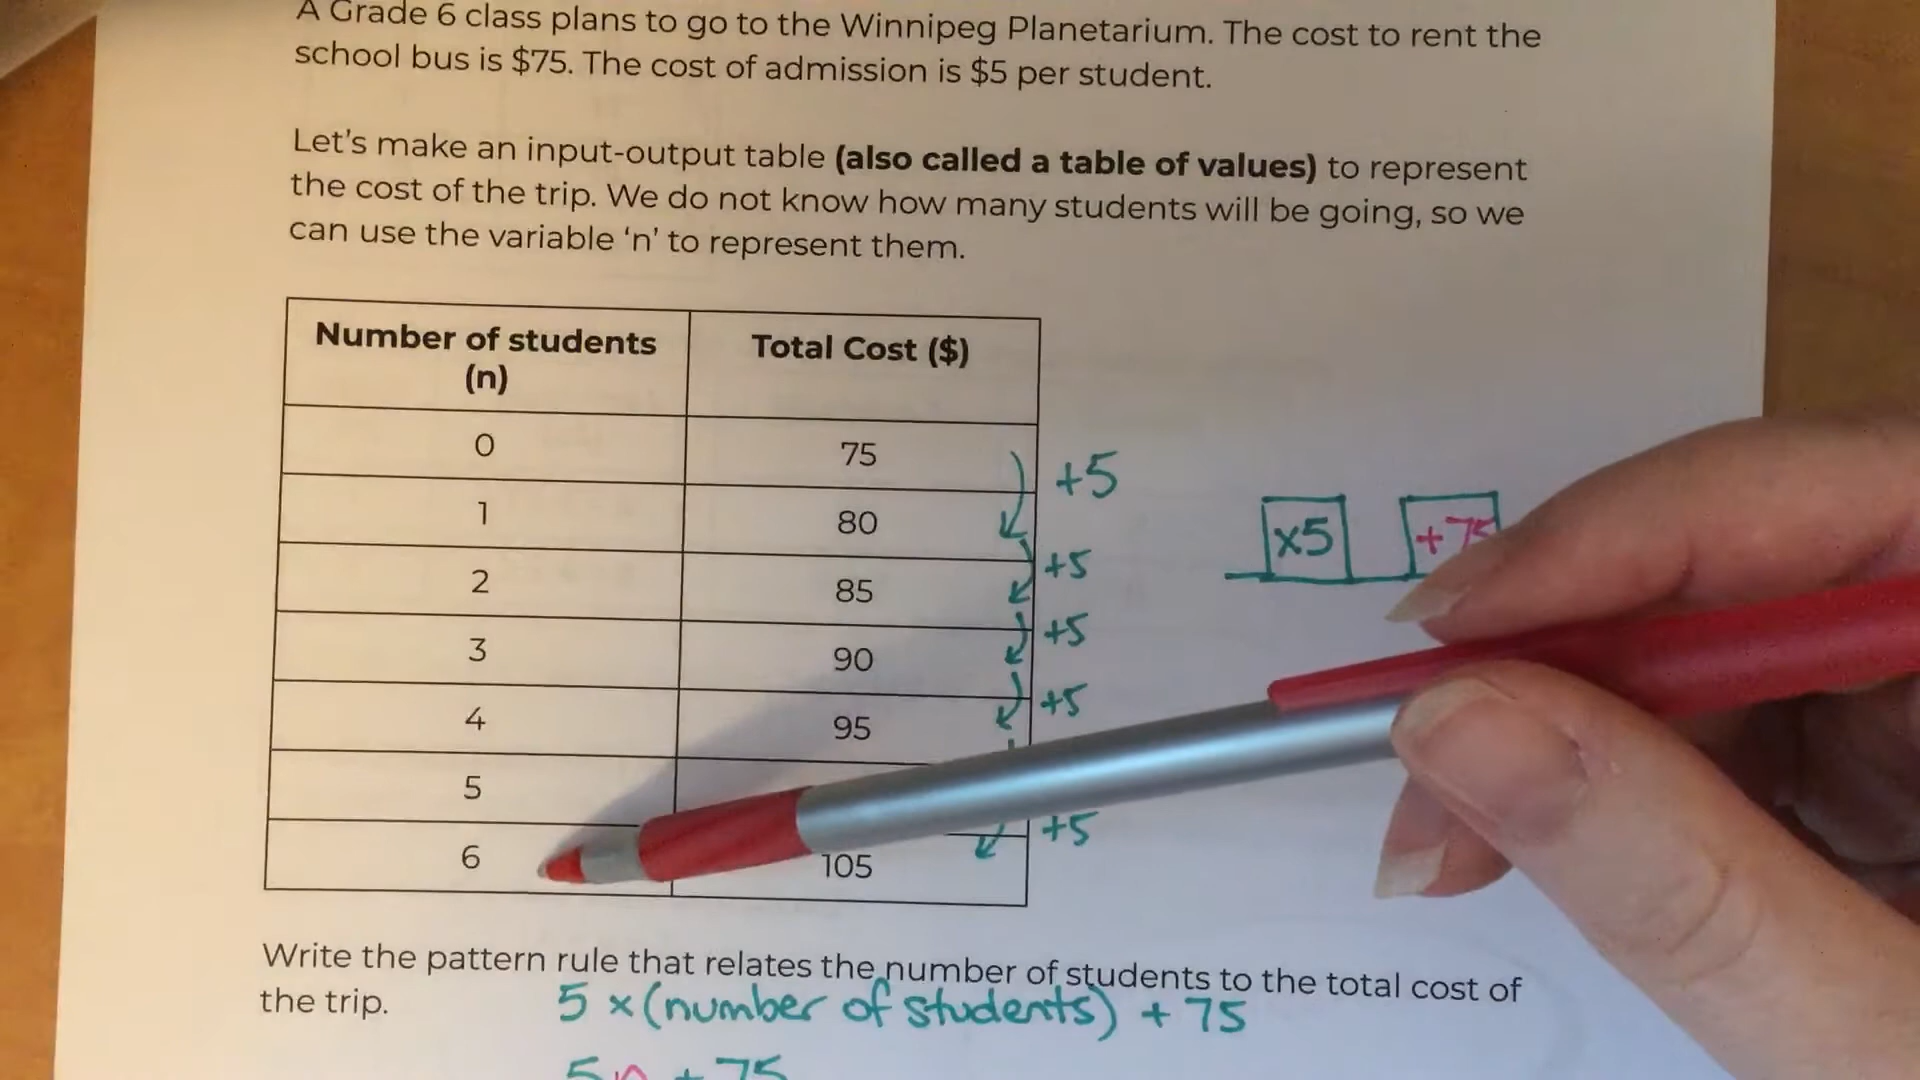 A Grade 6 class plans to go to the Winnipeg Planetarium. The cost to rent the
school bus is $75. The cost of admission is $5 per student.
Let's make an input-output table (also called a table of values) to represent
the cost of the trip. We do not know how many students will be going, so we
can use the variable 'n' to represent them.
Number of students
(n)
Total Cost ($)
0
75
+5
1
80
x5
+75
+5
2
85
+5
3
90
+5
4
95
5
+5
6
105
Write the pattern rule that relates the number of students to the total cost of
the trip.
5 x (number of students) + 75
5n + 75